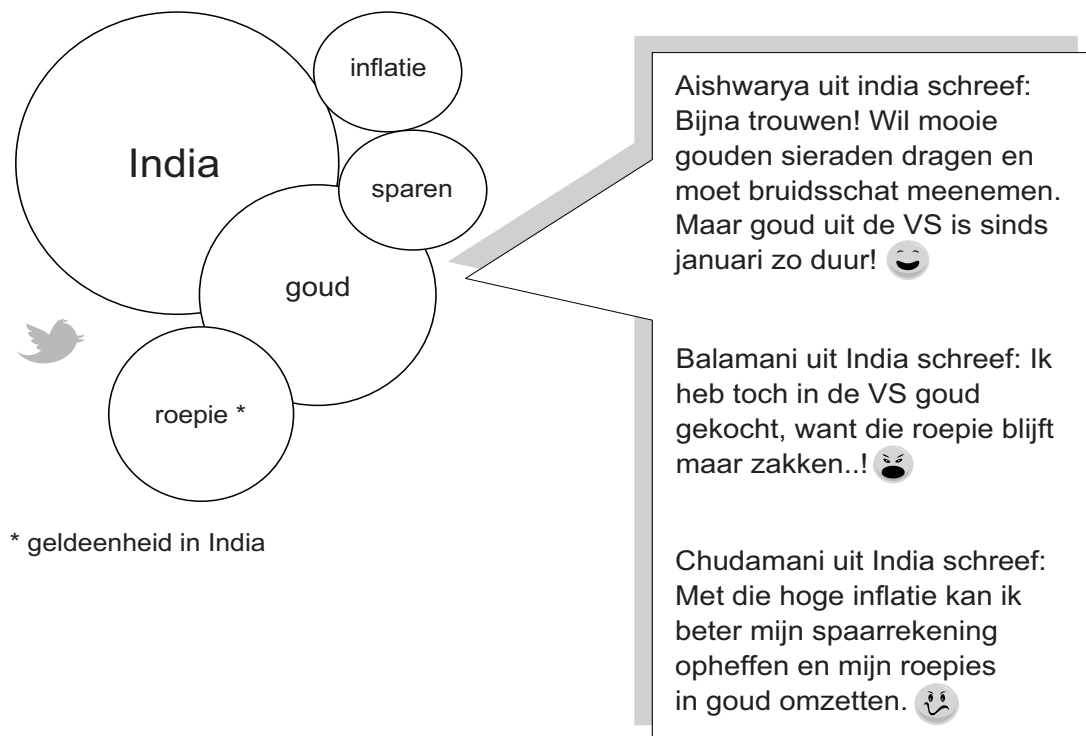 inflatie
India
sparen
goud
roepie *
* geldeenheid in India
Aishwarya uit india schreef:
Bijna trouwen! Wil mooie
gouden sieraden dragen en
moet bruidsschat meenemen.
Maar goud uit de VS is sinds
januari zo duur!
Balamani uit India schreef: Ik
heb toch in de VS goud
gekocht, want die roepie blijft
maar zakken..!
Chudamani uit India schreef:
Met die hoge inflatie kan ik
beter mijn spaarrekening
opheffen en mijn roepies
in goud omzetten.